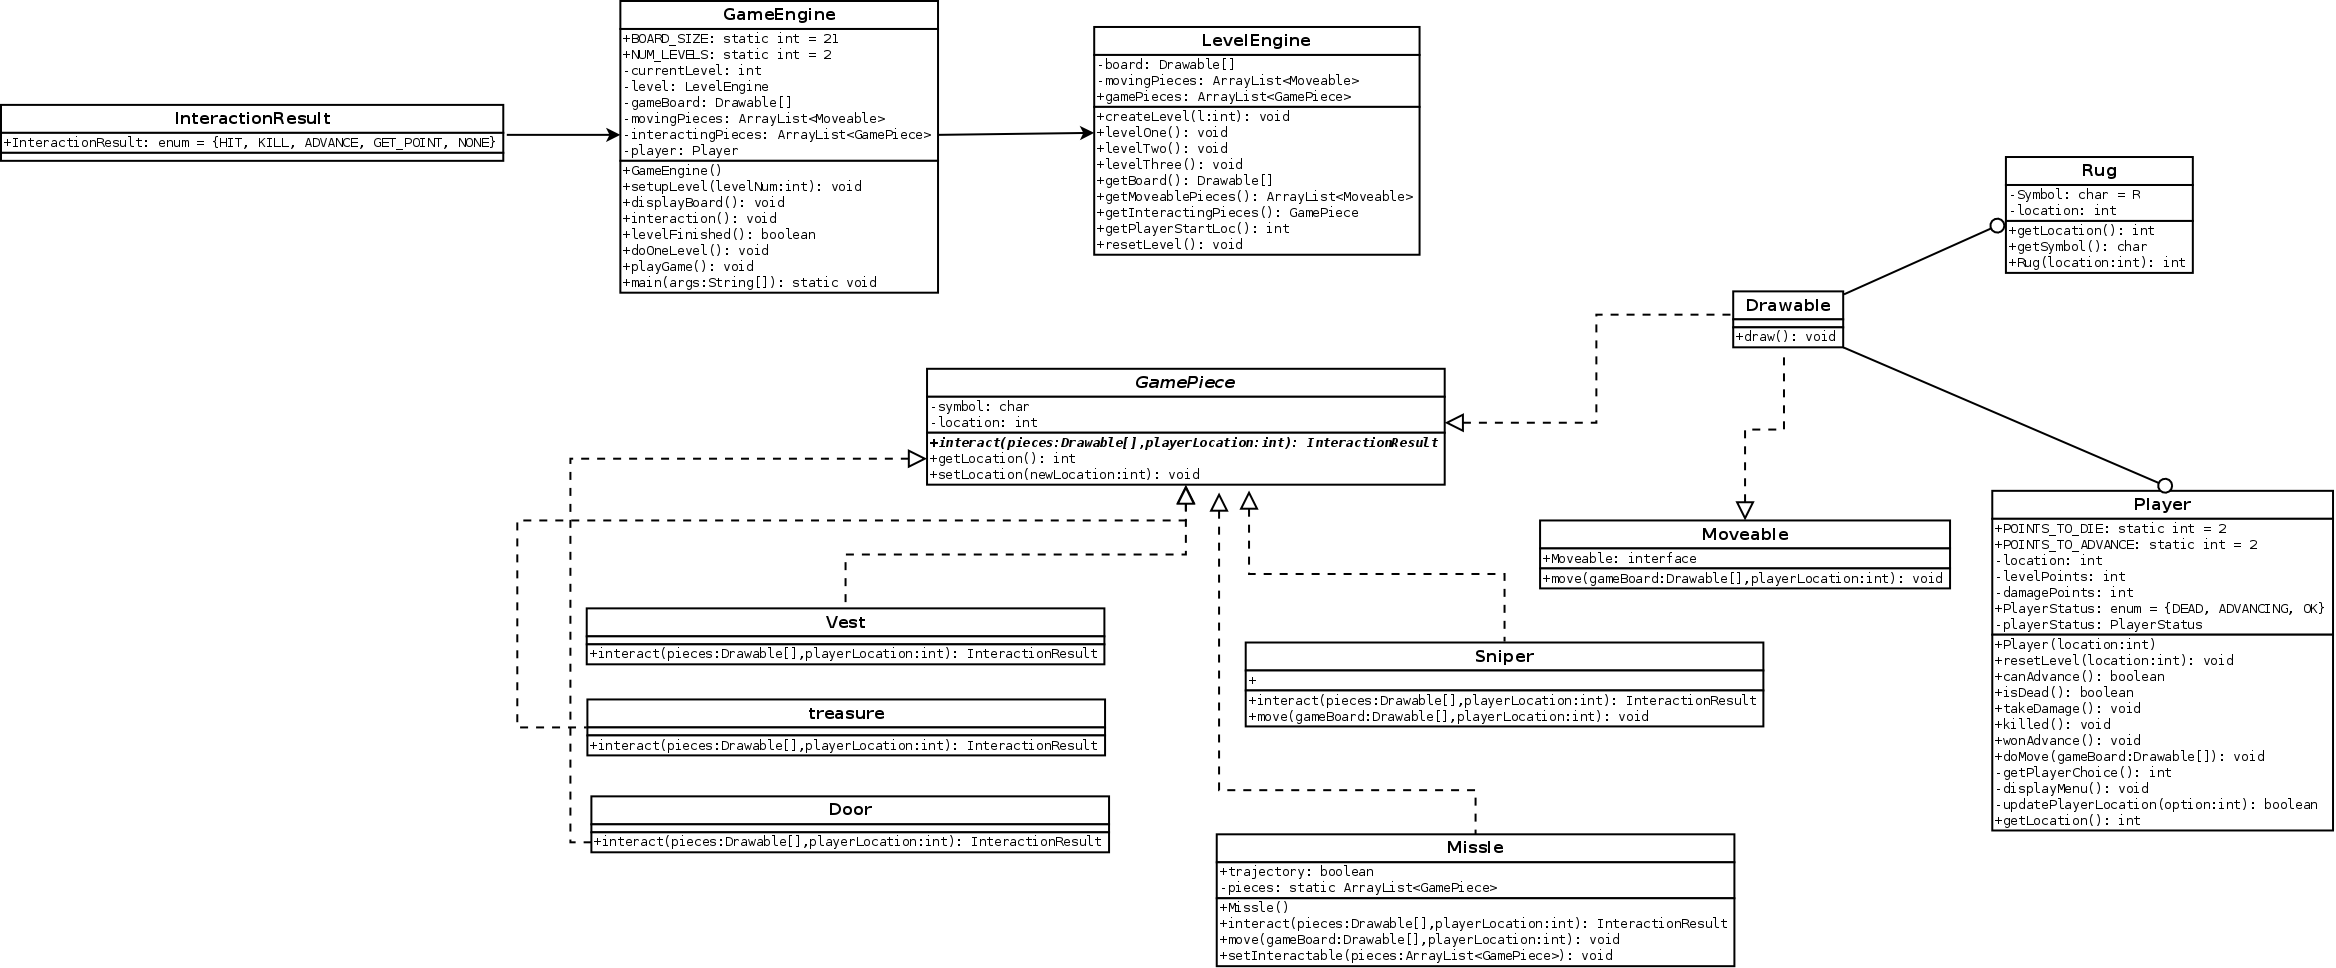 GameEngine
+BOARD_SIZE: static int = 21
+NUM_LEVELS: static int = 2
-currentLevel: int
-level: LevelEngine
-gameBoard: Drawable[]
-movingPieces: ArrayList<Moveable>
-interactingPieces: ArrayList<GamePiece>
-player: Player
+GameEngine()
+setupLevel(levelNum:int): void
+displayBoard(): void
+interaction(): void
+levelFinished(): boolean
+doOneLevel(): void
+playGame(): void
+main(args:String[]): static void
LevelEngine
-board: Drawable[]
-movingPieces: ArrayList<Moveable>
+gamePieces: ArrayList<GamePiece>
+createLevel(l:int): void
+levelOne(): void
+levelTwo(): void
+levelThree(): void
+getBoard(): Drawable[]
+getMoveablePieces(): ArrayList<Moveable>
+getInteractingPieces(): GamePiece
+getPlayerStartLoc(): int
+resetLevel(): void
InteractionResult
+InteractionResult: enum = {HIT, KILL, ADVANCE, GET_POINT, NONE}
Rug
-Symbol: char = R
-location: int
+getLocation(): int
+getSymbol(): char
+Rug(location:int): int
Drawable
+draw(): void
GamePiece
-symbol: char
-location: int
+interact(pieces:Drawable[],playerLocation:int): InteractionResult
+getLocation(): int
+setLocation(newLocation:int): void
Moveable
+Moveable: interface
+move(gameBoard:Drawable[],playerLocation:int): void
Player
+POINTS_TO_DIE: static int = 2
+POINTS_TO_ADVANCE: static int = 2
-location: int
-levelPoints: int
-damagePoints: int
+PlayerStatus: enum = {DEAD, ADVANCING, OK}
-playerStatus: PlayerStatus
+Player(location:int)
+resetLevel(location:int): void
+canAdvance(): boolean
+isDead(): boolean
+takeDamage(): void
+killed(): void
+wonAdvance(): void
+doMove(gameBoard:Drawable[]): void
-getPlayerChoice(): int
-displayMenu(): void
-updatePlayerLocation(option:int): boolean
+getLocation(): int
Vest
+interact(pieces:Drawable[],playerLocation:int): InteractionResult
Sniper
+
+interact(pieces:Drawable[],playerLocation:int): InteractionResult
+move(gameBoard:Drawable[],playerLocation:int): void
treasure
+interact(pieces:Drawable[],playerLocation:int): InteractionResult
Door
+interact(pieces:Drawable[],playerLocation:int): InteractionResult
Missle
+trajectory: boolean
-pieces: static ArrayList<GamePiece>
+Missle()
+interact(pieces:Drawable[],playerLocation:int): InteractionResult
+move(gameBoard:Drawable[],playerLocation:int): void
+setInteractable(pieces:ArrayList<GamePiece>): void